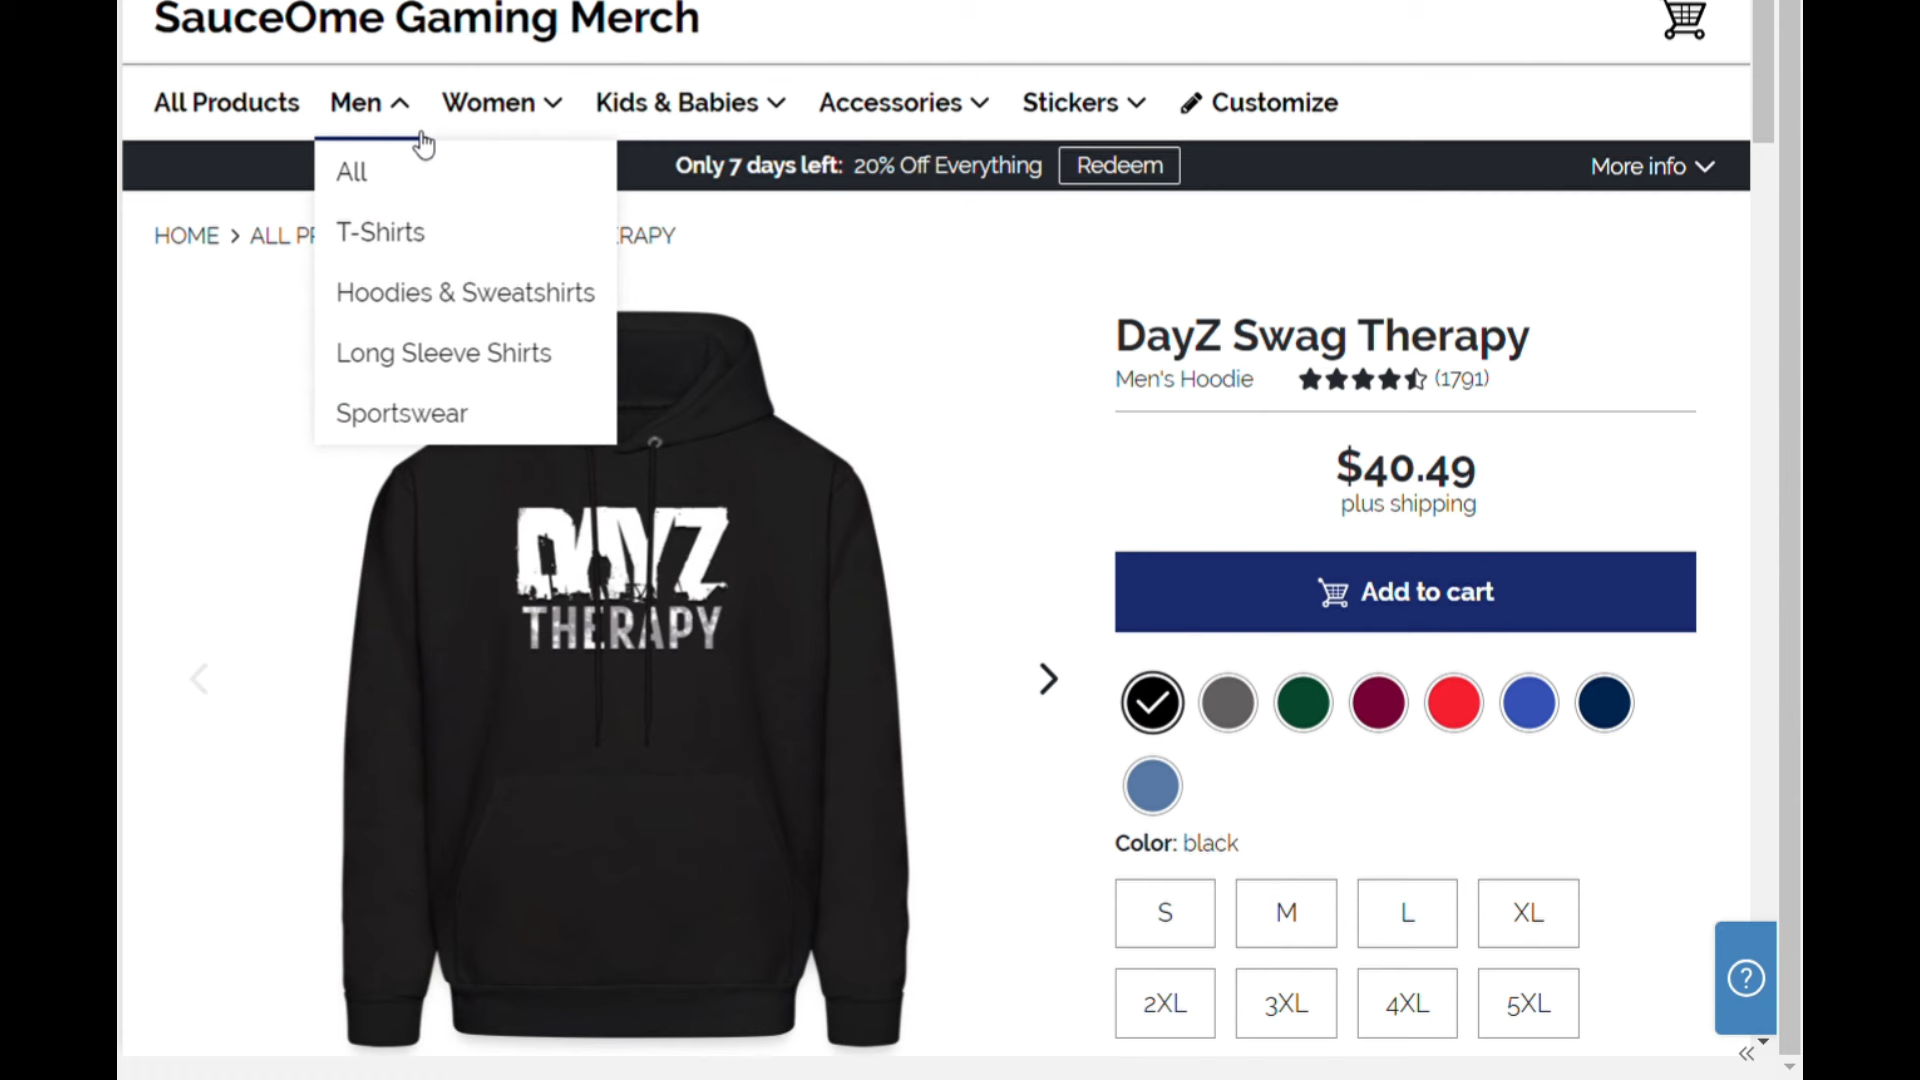 SauceOme Gaming Merch
All Products Men Women Kids & Babies Accessories Stickers Customize
Only 7 days left: 20% Off Everything Redeem More info
All
HOME > ALL PR
RAPY
T-Shirts
Hoodies & Sweatshirts
Long Sleeve Shirts
Sportswear
DAYZ
THERAPY
DayZ Swag Therapy
Men's Hoodie (1791)
$40.49
plus shipping
Add to cart
Color: black
S M L XL
2XL 3XL 4XL 5XL